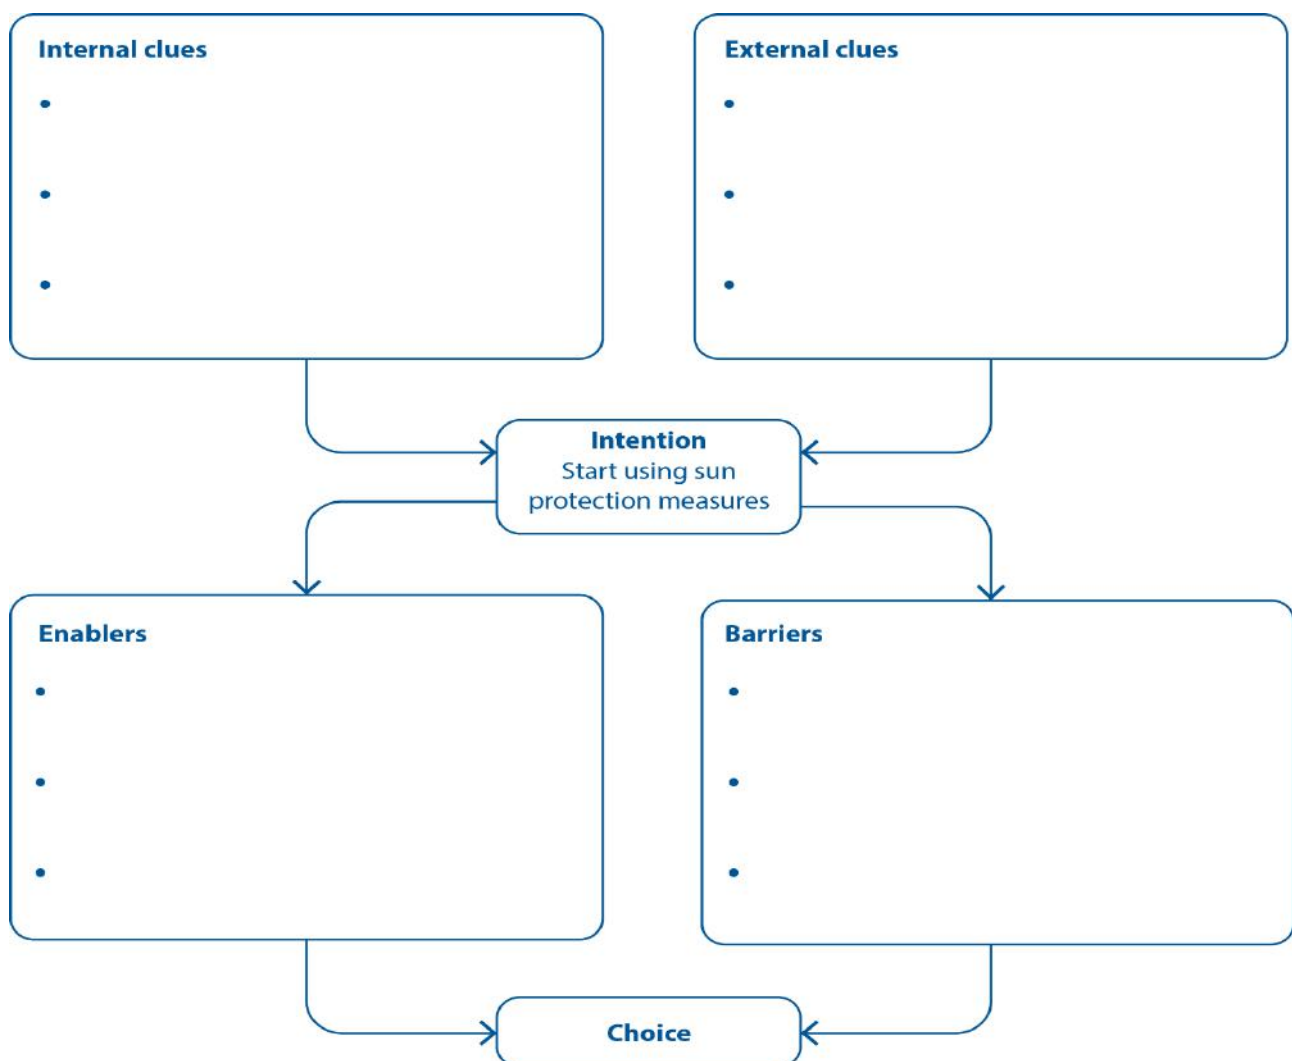 Internal clues
•
•
•
External clues
•
•
•
Intention
Start using sun
protection measures
Enablers
•
•
•
Barriers
•
•
•
Choice